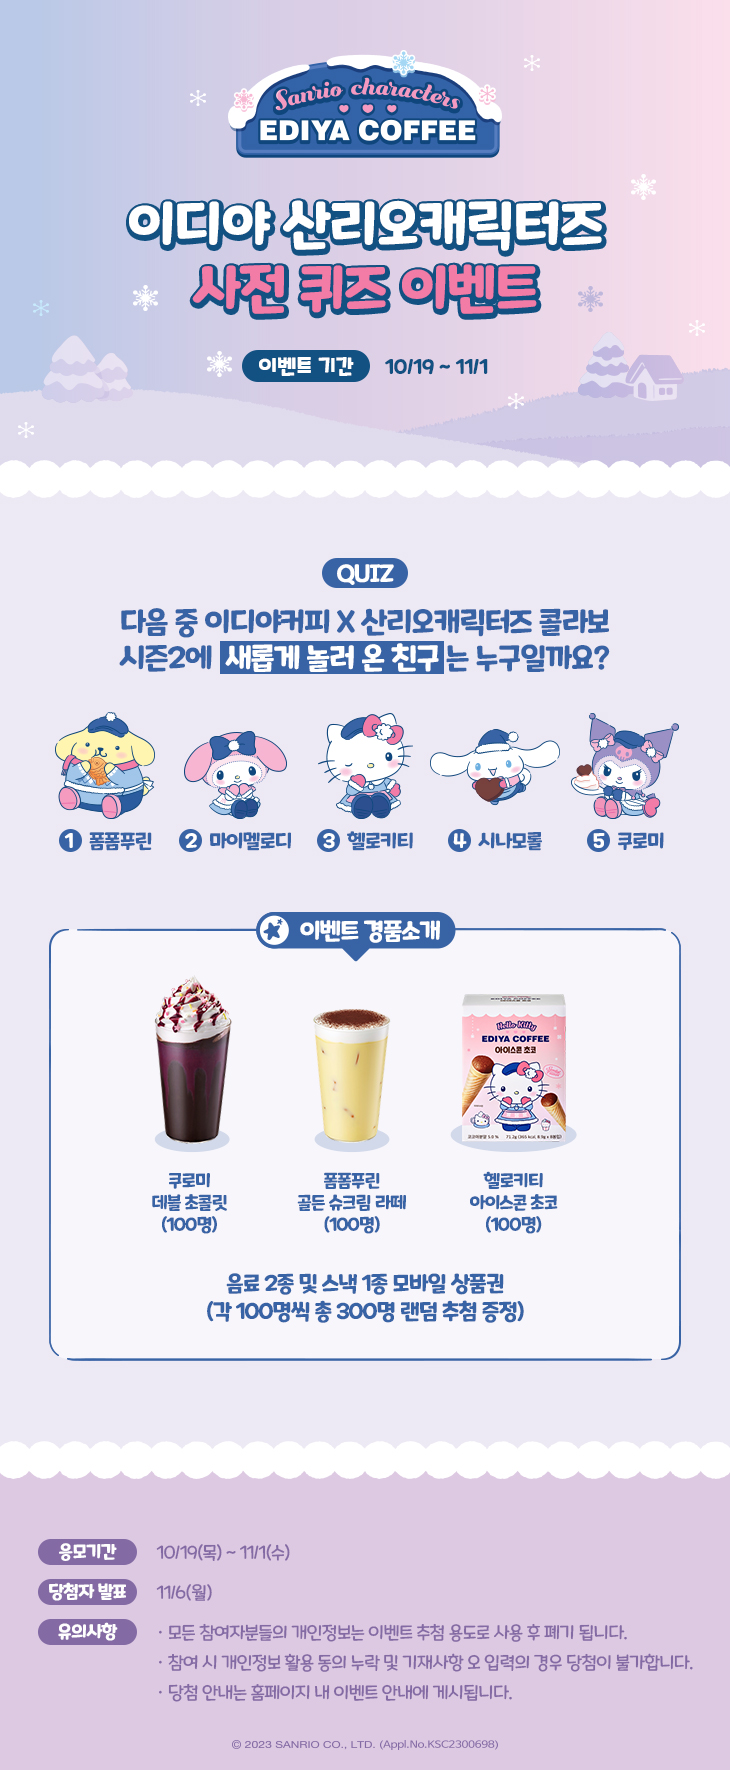 Sanrio characters
EDIYA COFFEE
이디야 산리오캐릭터즈
사전 퀴즈 이벤트
이벤트 기간 10/19 ~ 11/1
QUIZ
다음 중 이디야커피 X 산리오캐릭터즈 콜라보
시즌2에 새롭게 놀러 온 친구는 누구일까요?
1 폼폼푸린 2 마이멜로디 3 헬로키티 4 시나모롤 5 쿠로미
이벤트 경품소개
EDIYA COFFEE
Hello Kitty
EDIYA COFFEE
아이스콘 초코
쿠로미
데블 초콜릿
(100명)
폼폼푸린
골든 슈크림 라떼
(100명)
헬로키티
아이스콘 초코
(100명)
음료 2종 및 스낵 1종 모바일 상품권
(각 100명씩 총 300명 랜덤 추첨 증정)
응모기간 10/19(목) ~ 11/1(수)
당첨자 발표 11/6(월)
유의사항 · 모든 참여자분들의 개인정보는 이벤트 추첨 용도로 사용 후 폐기 됩니다.
· 참여 시 개인정보 활용 동의 누락 및 기재사항 오 입력의 경우 당첨이 불가합니다.
· 당첨 안내는 홈페이지 내 이벤트 안내에 게시됩니다.
© 2023 SANRIO CO., LTD. (Appl.No.KSC2300698)